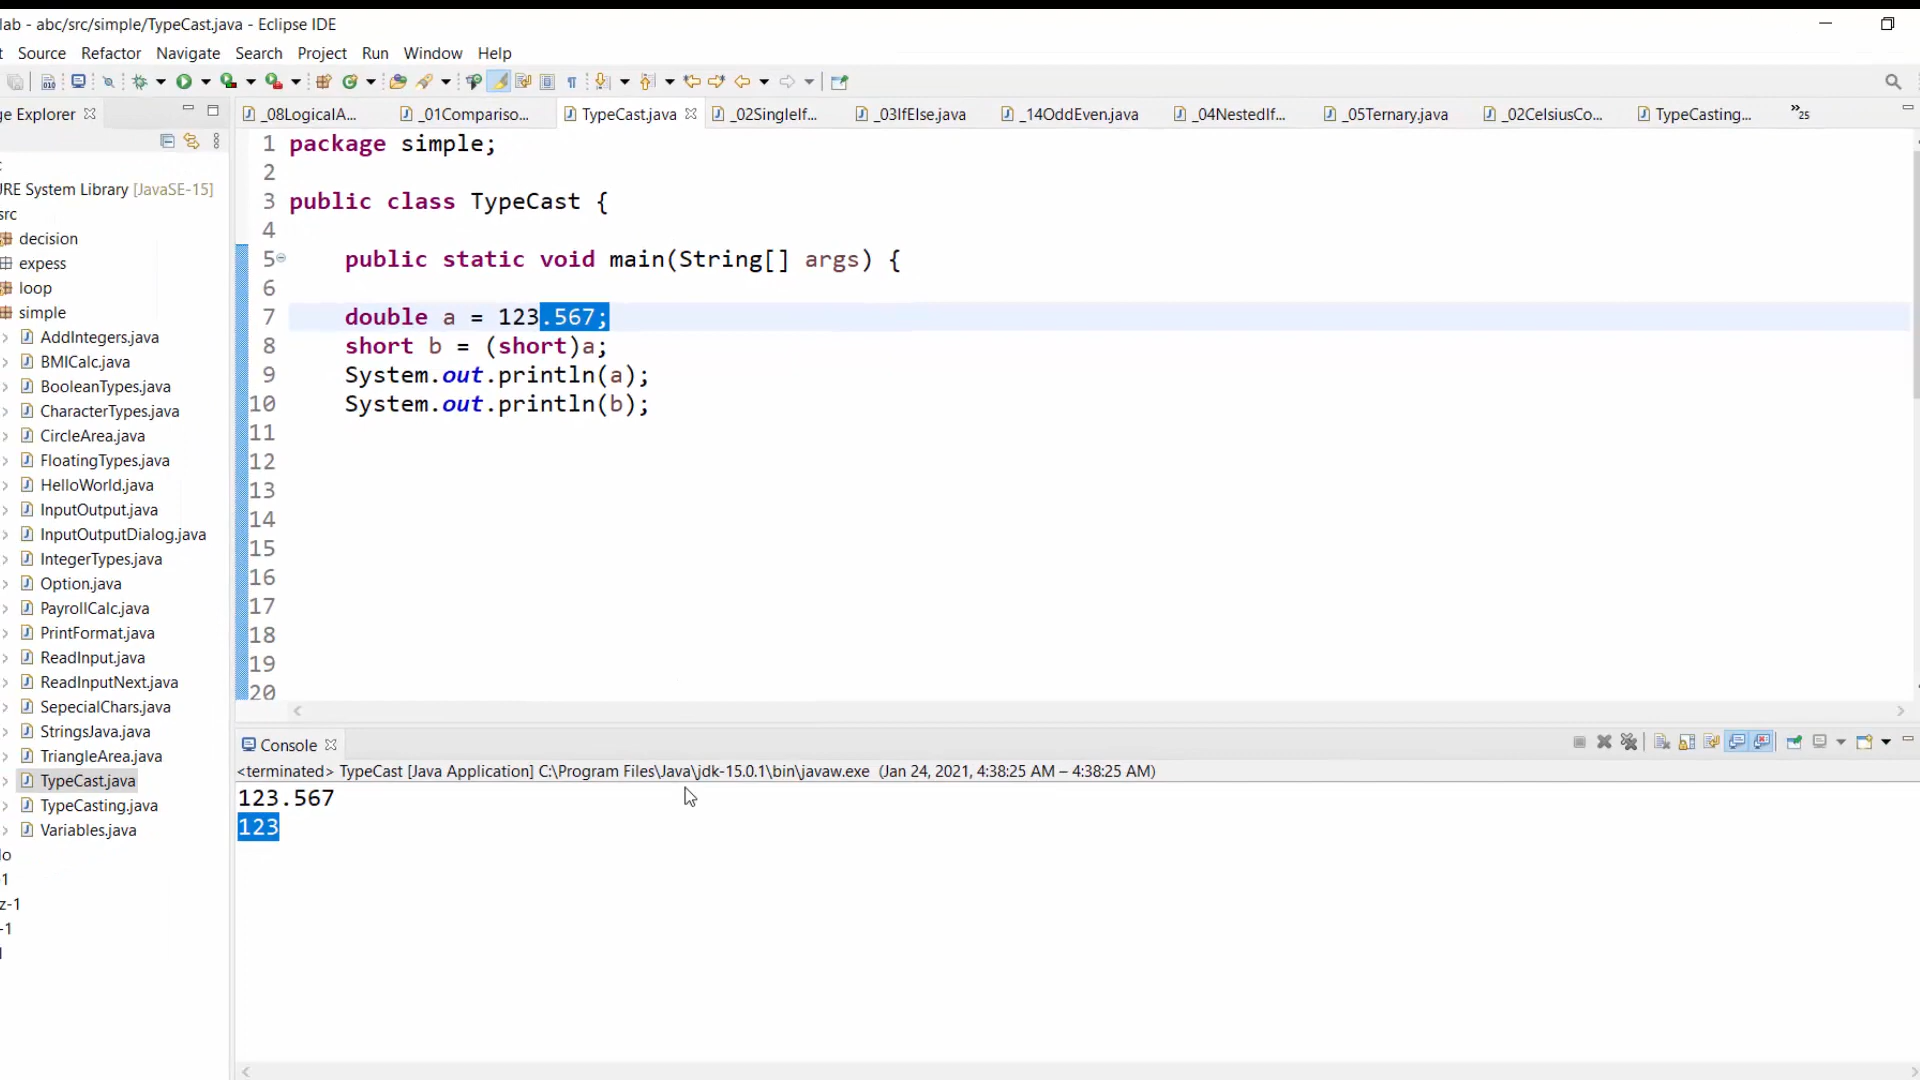 lab - abc/src/simple/TypeCast.java - Eclipse IDE
t Source Refactor Navigate Search Project Run Window Help
ge Explorer
_08LogicalA... _01Compariso... TypeCast.java _02SingleIf... _03IfElse.java _14OddEven.java _04NestedIf... _05Ternary.java _02CelsiusCo... TypeCasting... »25
JRE System Library [JavaSE-15]
src
decision
expess
loop
simple
AddIntegers.java
BMICalc.java
BooleanTypes.java
CharacterTypes.java
CircleArea.java
FloatingTypes.java
HelloWorld.java
InputOutput.java
InputOutputDialog.java
IntegerTypes.java
Option.java
PayrollCalc.java
PrintFormat.java
ReadInput.java
ReadInputNext.java
SepecialChars.java
StringsJava.java
TriangleArea.java
TypeCast.java
TypeCasting.java
Variables.java
lo
-1
z-1
-1
1 package simple;
2
3 public class TypeCast {
4
5 public static void main(String[] args) {
6
7 double a = 123.567;
8 short b = (short)a;
9 System.out.println(a);
10 System.out.println(b);
11
12
13
14
15
16
17
18
19
20
Console
<terminated> TypeCast [Java Application] C:\Program Files\Java\jdk-15.0.1\bin\javaw.exe (Jan 24, 2021, 4:38:25 AM – 4:38:25 AM)
123.567
123